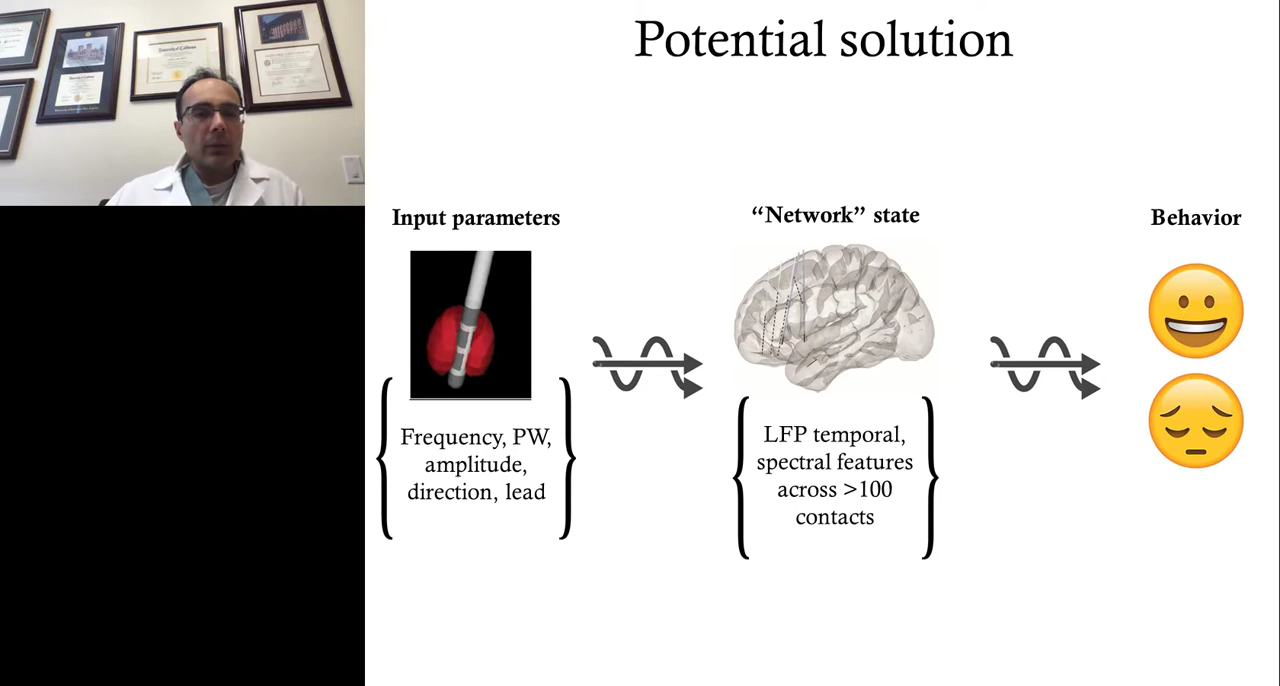 Potential solution
Input parameters
"Network" state
Behavior
Frequency, PW,
amplitude,
direction, lead
LFP temporal,
spectral features
across >100
contacts